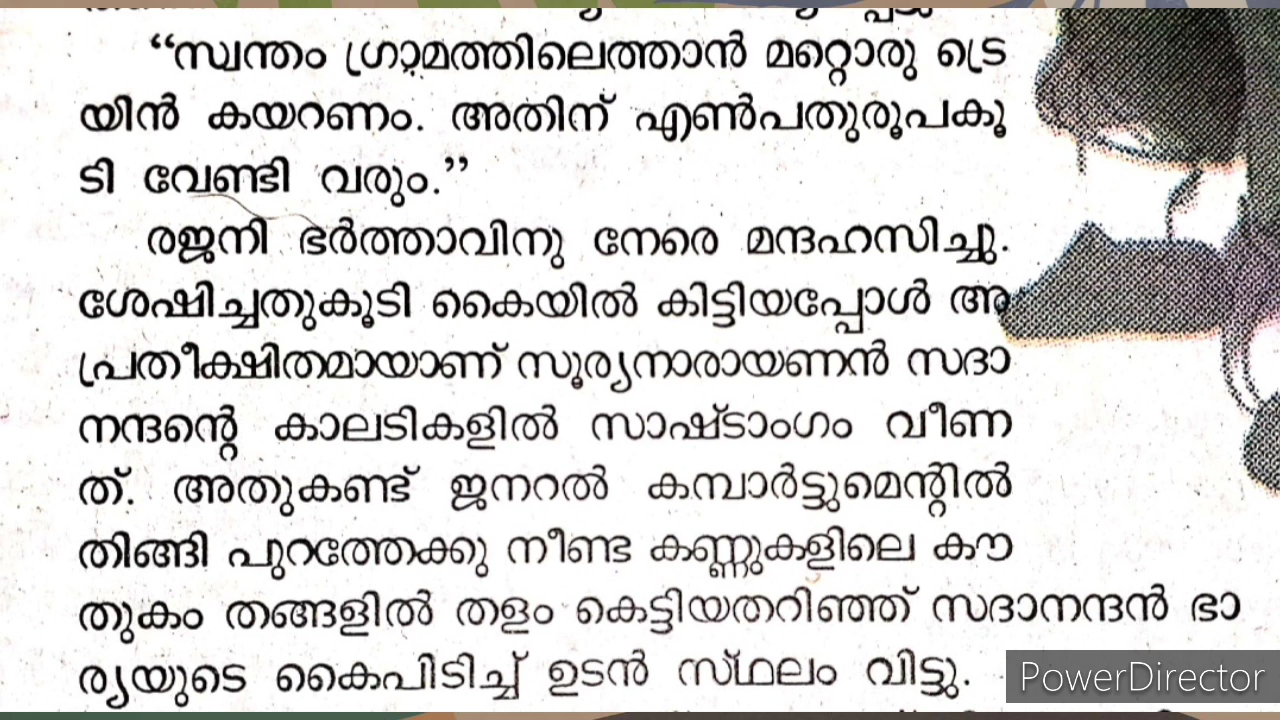 “സ്വന്തം ഗ്രാമത്തിലെത്താൻ മറ്റൊരു ട്രെ
യിൻ കയറണം. അതിന് എൺപതുരൂപകൂ
ടി വേണ്ടി വരും.”
രജനി ഭർത്താവിനു നേരെ മന്ദഹസിച്ചു.
ശേഷിച്ചതുകൂടി കൈയിൽ കിട്ടിയപ്പോൾ അ
പ്രതീക്ഷിതമായാണ് സൂര്യനാരായണൻ സദാ
നന്ദന്റെ കാലടികളിൽ സാഷ്ടാംഗം വീണ
ത്. അതുകണ്ട് ജനറൽ കമ്പാർട്ടുമെന്റിൽ
തിങ്ങി പുറത്തേക്കു നീണ്ട കണ്ണുകളിലെ കൗ
തുകം തങ്ങളിൽ തളം കെട്ടിയതറിഞ്ഞ് സദാനന്ദൻ ഭാ
ര്യയുടെ കൈപിടിച്ച് ഉടൻ സ്ഥലം വിട്ടു.
PowerDirector